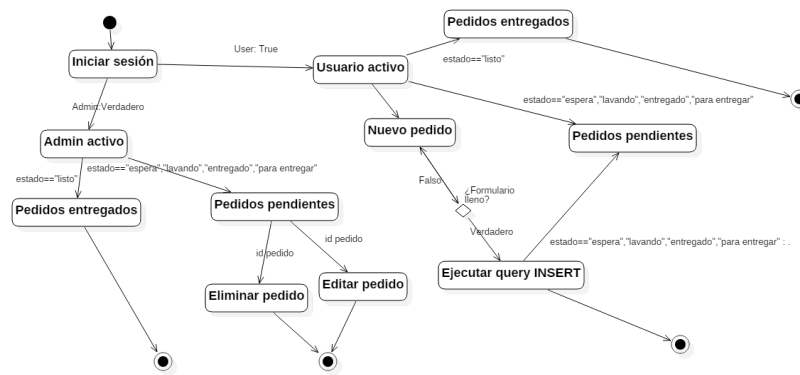 Pedidos entregados
User: True
Iniciar sesión
Usuario activo
estado=="listo"
Admin:Verdadero
estado=="espera","lavando","entregado","para entregar"
Nuevo pedido
Pedidos pendientes
Admin activo
estado=="listo"
estado=="espera","lavando","entregado","para entregar"
Falso
¿Formulario
lleno?
Pedidos entregados
Pedidos pendientes
Verdadero
id pedido
id pedido
estado=="espera","lavando","entregado","para entregar" : .
Ejecutar query INSERT
Eliminar pedido
Editar pedido